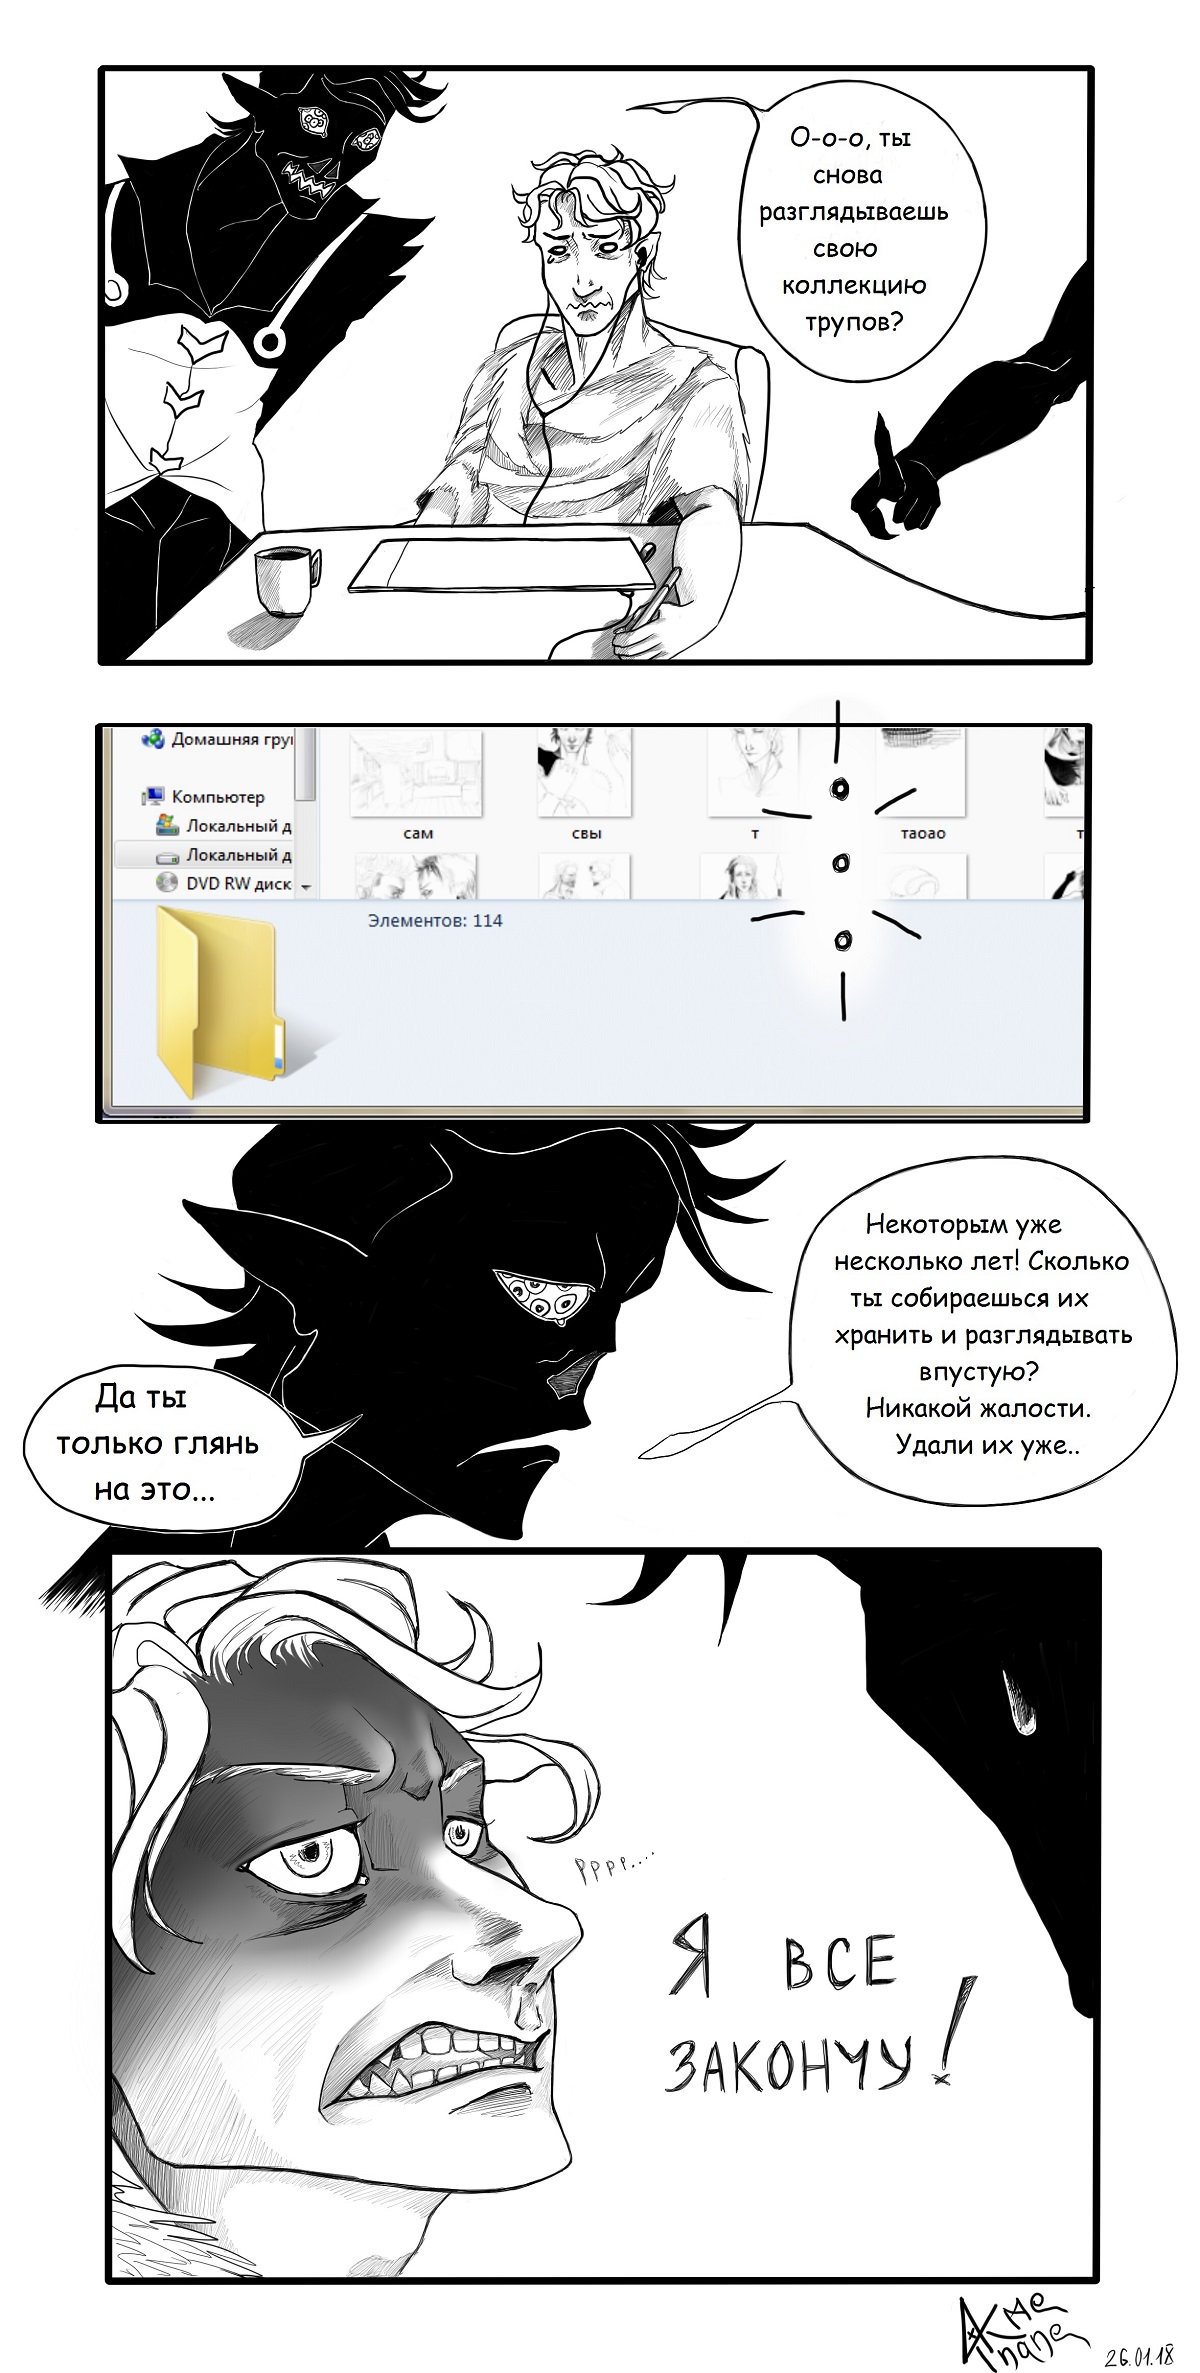 О-о-о, ты
снова
разглядываешь
свою
коллекцию
трупов?
Домашняя гру
Компьютер
Локальный д
Локальный д
DVD RW диск
сам
свы
т
таоао
т
Элементов: 114
Некоторым уже
несколько лет! Сколько
ты собираешься их
хранить и разглядывать
впустую?
Никакой жалости.
Удали их уже..
Да ты
только глянь
на это...
Рррр....
Я ВСЕ
ЗАКОНЧУ!
26.01.18